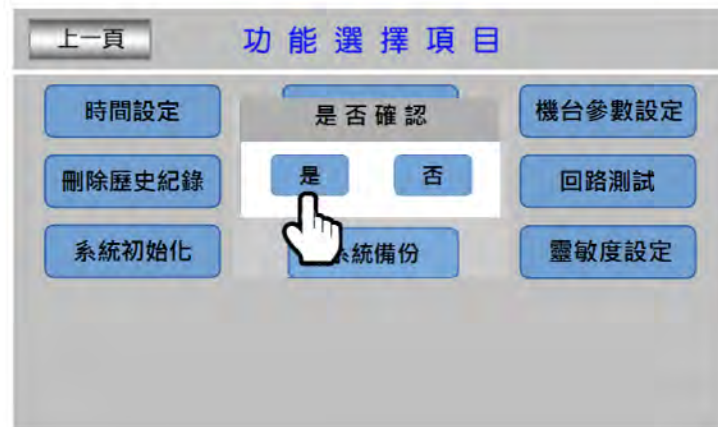 上一頁
功能選擇項目
時間設定
機台參數設定
是否確認
刪除歷史紀錄
是
否
回路測試
系統初始化
統備份
靈敏度設定